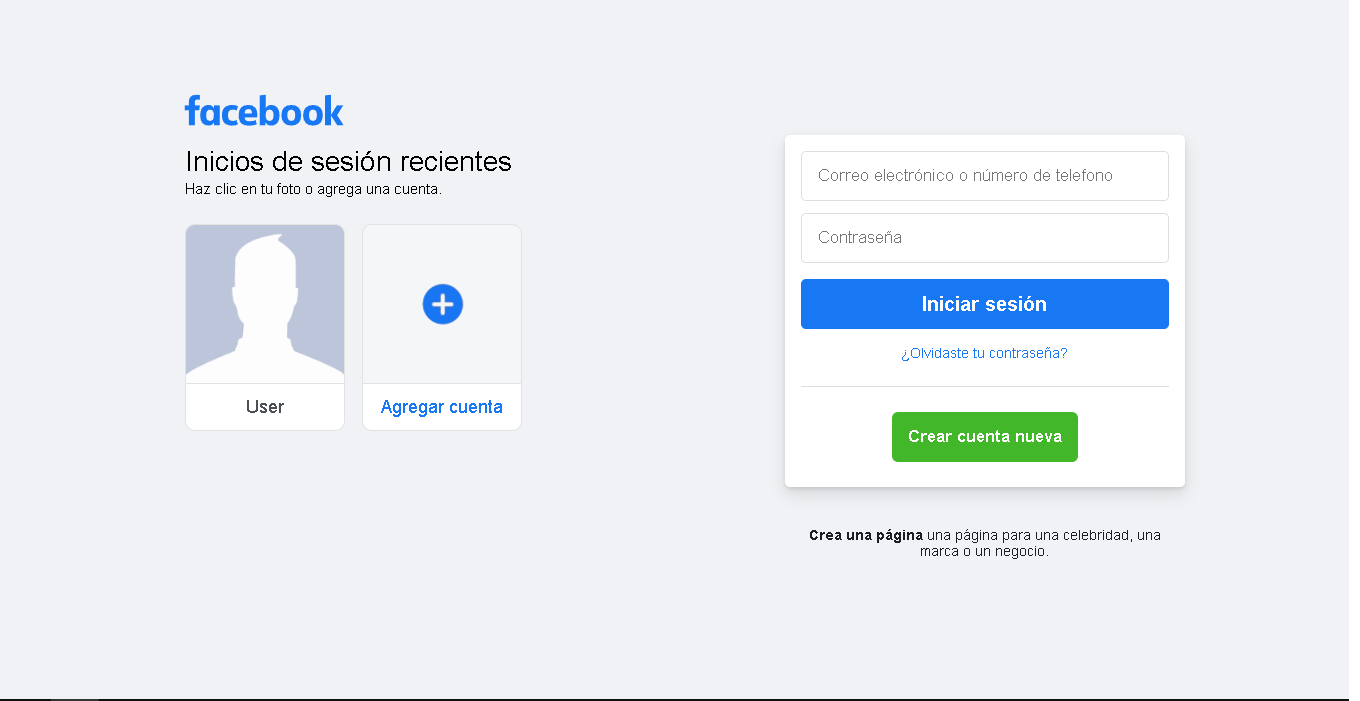 facebook
Inicios de sesión recientes
Haz clic en tu foto o agrega una cuenta.
User
Agregar cuenta
Correo electrónico o número de telefono
Contraseña
Iniciar sesión
¿Olvidaste tu contraseña?
Crear cuenta nueva
Crea una página una página para una celebridad, una
marca o un negocio.